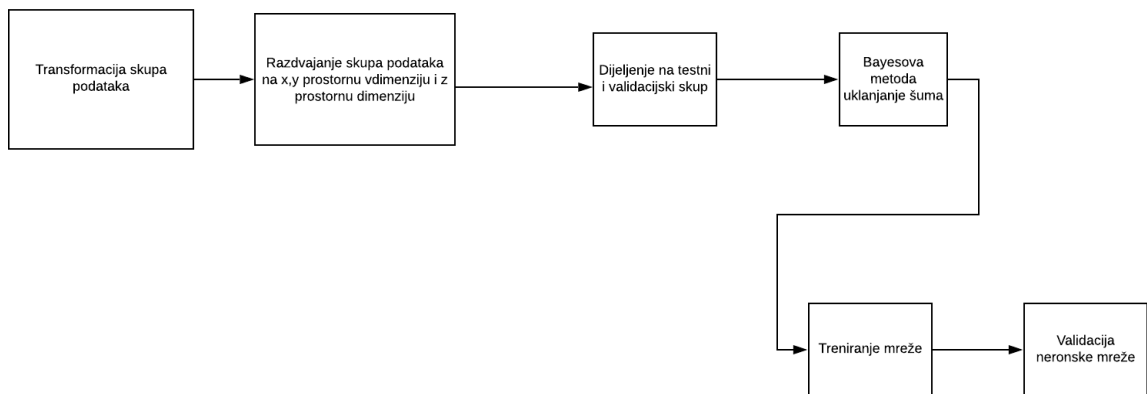 Transformacija skupa
podataka
Razdvajanje skupa podataka
na x,y prostornu vdimenziju i z
prostornu dimenziju
Dijeljenje na testni
i validacijski skup
Bayesova
metoda
uklanjanje šuma
Treniranje mreže
Validacija
neronske mreže